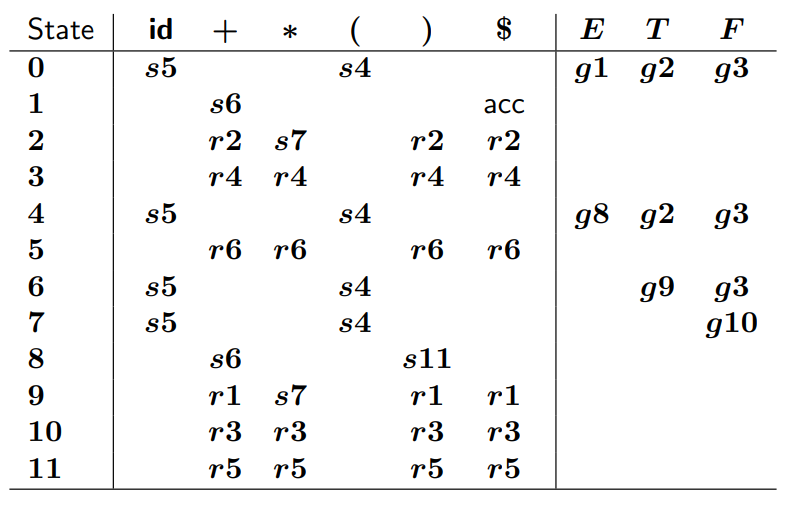 State id + * ( ) $ E T F
0 s5 s4 g1 g2 g3
1 s6 acc
2 r2 s7 r2 r2
3 r4 r4 r4 r4
4 s5 s4 g8 g2 g3
5 r6 r6 r6 r6
6 s5 s4 g9 g3
7 s5 s4 g10
8 s6 s11
9 r1 s7 r1 r1
10 r3 r3 r3 r3
11 r5 r5 r5 r5